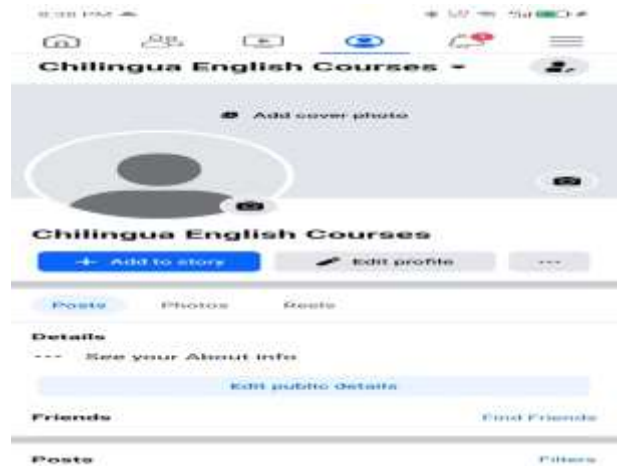 Chilingua English Courses
Add cover photo
Chilingua English Courses
+ Add to story Edit profile ...
Posts Photos Reels
Details
... See your About info
Edit public details
Friends Find Friends
Posts Filters